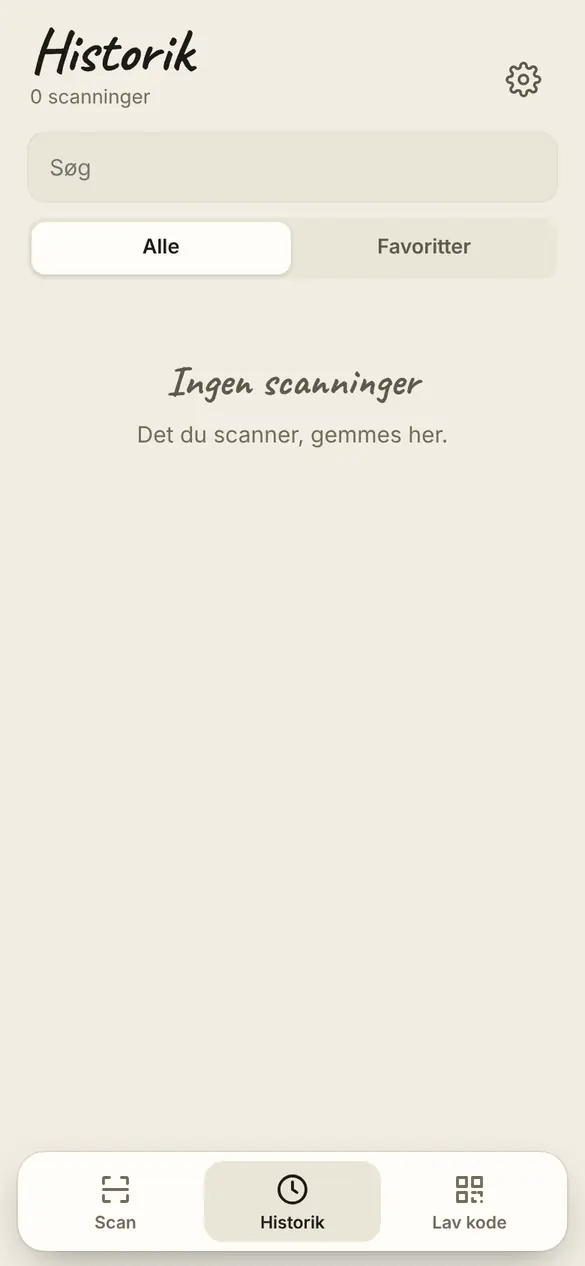 Historik
0 scanninger
Søg
Alle
Favoritter
Ingen scanninger
Det du scanner, gemmes her.
Scan
Historik
Lav kode